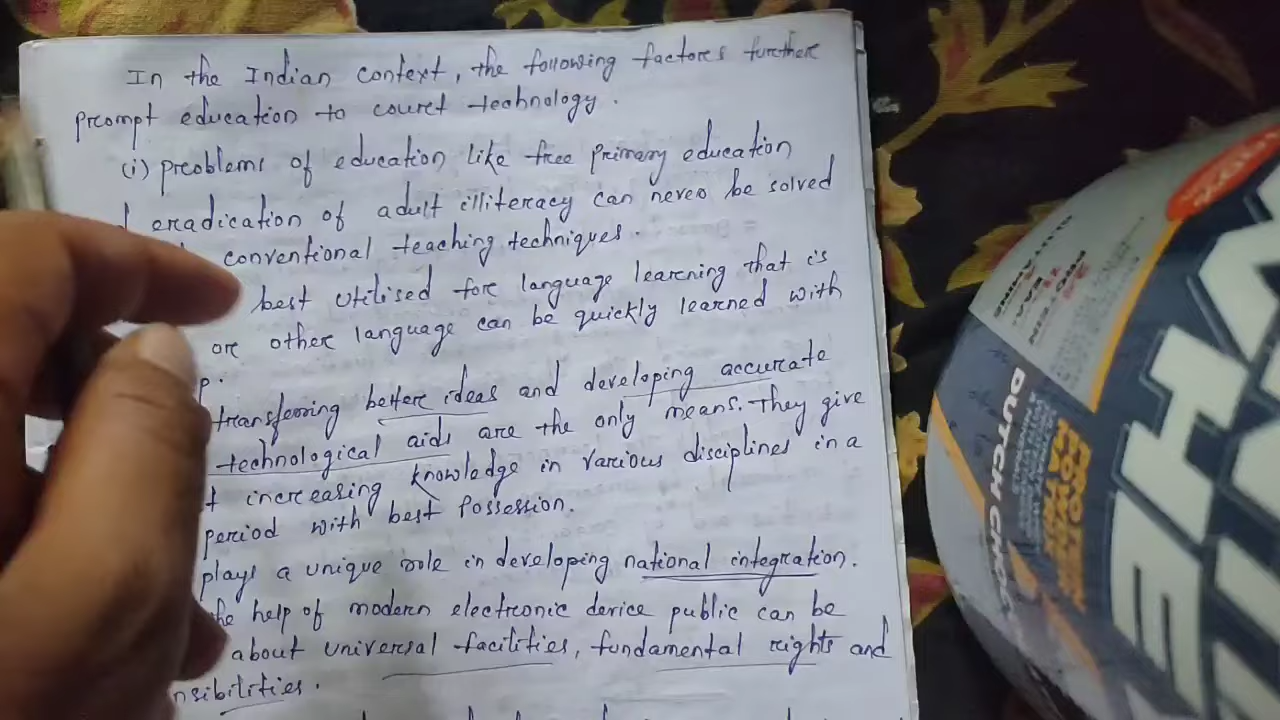 In the Indian context, the following factors further
prompt education to couret technology.
(i) problems of education like free primary education
eradication of adult illiteracy can never be solved
conventional teaching techniques.
best utilised for language learning that is
or other language can be quickly learned with
p.
transferring better ideas and developing accurate
technological aids are the only means. They give
increasing knowledge in various disciplines in a
period with best possession.
plays a unique role in developing national integration.
he help of modern electronic device public can be
about universal facilities, fundamental rights and
nsibilities.
DUTCH CHOCO
WHE